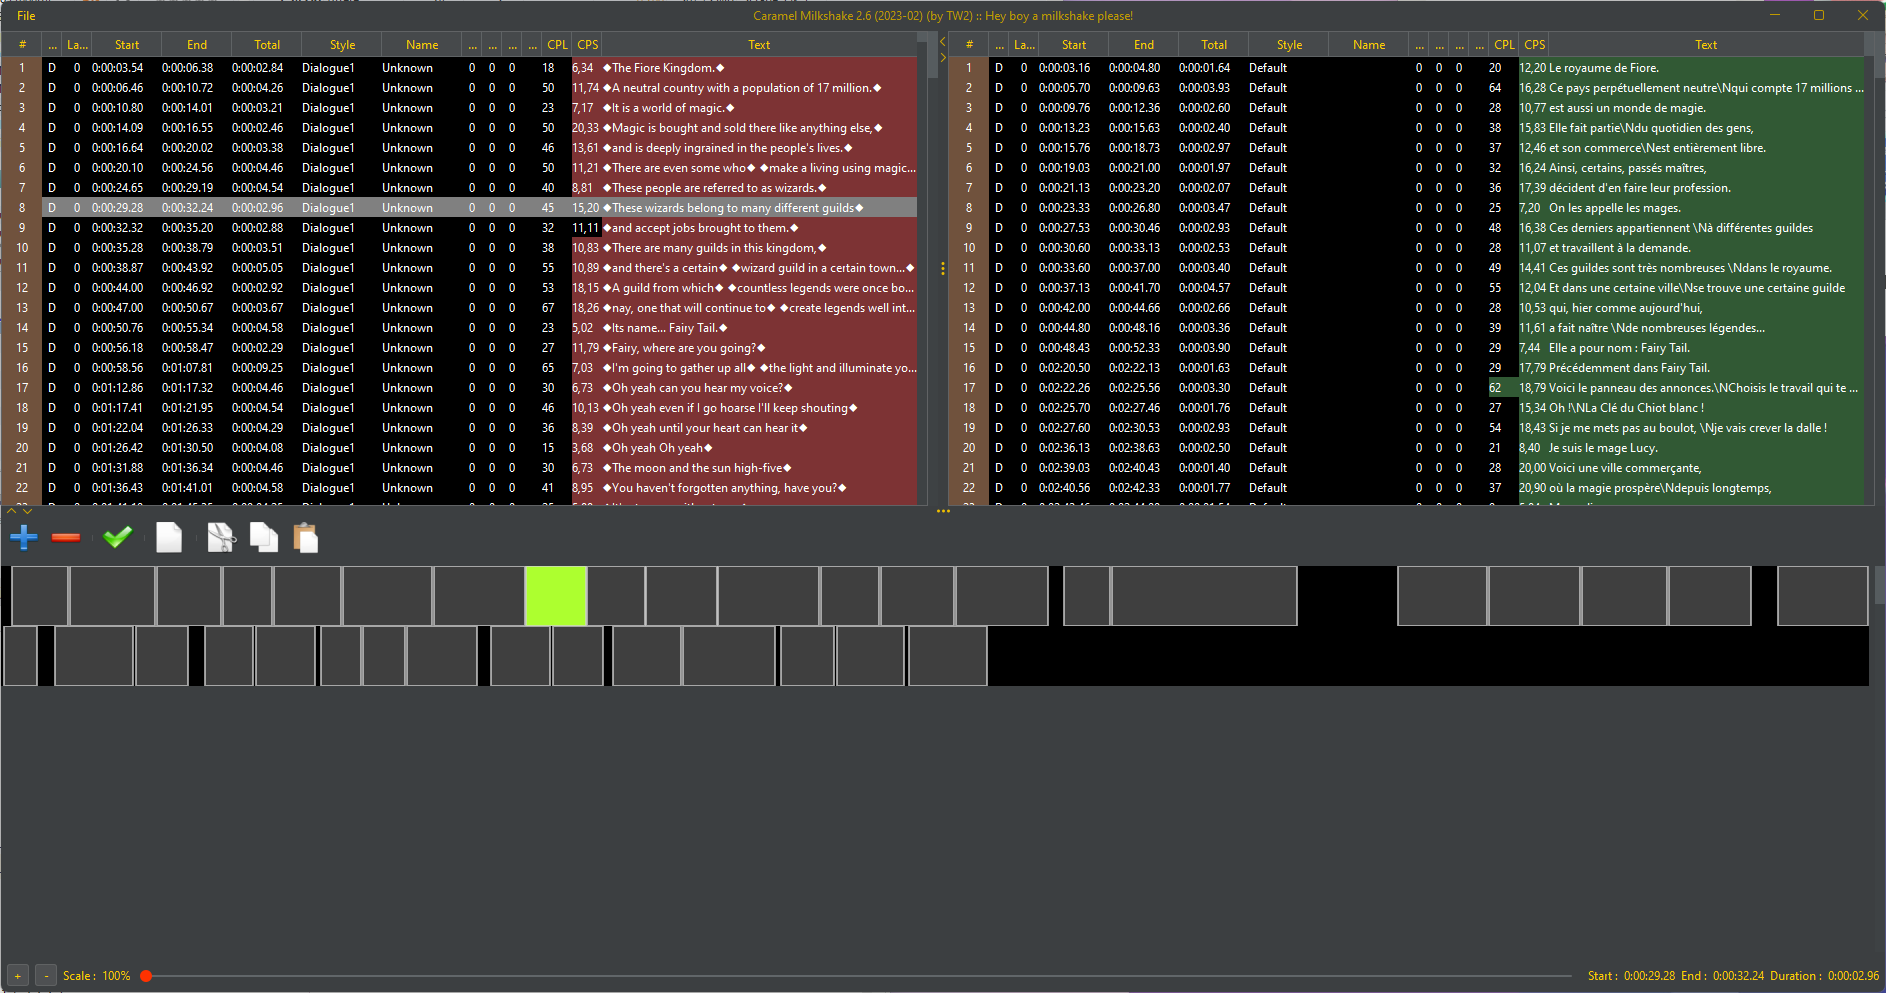 File
Caramel Milkshake 2.6 (2023-02) (by TW2) :: Hey boy a milkshake please!
# ... La... Start End Total Style Name ... ... ... ... CPL CPS Text
1 D 0 0:00:03.54 0:00:06.38 0:00:02.84 Dialogue1 Unknown 0 0 0 18 6,34 ◆The Fiore Kingdom.◆
2 D 0 0:00:06.46 0:00:10.72 0:00:04.26 Dialogue1 Unknown 0 0 0 50 11,74 ◆A neutral country with a population of 17 million.◆
3 D 0 0:00:10.80 0:00:14.01 0:00:03.21 Dialogue1 Unknown 0 0 0 23 7,17 ◆It is a world of magic.◆
4 D 0 0:00:14.09 0:00:16.55 0:00:02.46 Dialogue1 Unknown 0 0 0 50 20,33 ◆Magic is bought and sold there like anything else,◆
5 D 0 0:00:16.64 0:00:20.02 0:00:03.38 Dialogue1 Unknown 0 0 0 46 13,61 ◆and is deeply ingrained in the people's lives.◆
6 D 0 0:00:20.10 0:00:24.56 0:00:04.46 Dialogue1 Unknown 0 0 0 50 11,21 ◆There are even some who◆ ◆make a living using magic...
7 D 0 0:00:24.65 0:00:29.19 0:00:04.54 Dialogue1 Unknown 0 0 0 40 8,81 ◆These people are referred to as wizards.◆
8 D 0 0:00:29.28 0:00:32.24 0:00:02.96 Dialogue1 Unknown 0 0 0 45 15,20 ◆These wizards belong to many different guilds◆
9 D 0 0:00:32.32 0:00:35.20 0:00:02.88 Dialogue1 Unknown 0 0 0 32 11,11 ◆and accept jobs brought to them.◆
10 D 0 0:00:35.28 0:00:38.79 0:00:03.51 Dialogue1 Unknown 0 0 0 38 10,83 ◆There are many guilds in this kingdom,◆
11 D 0 0:00:38.87 0:00:43.92 0:00:05.05 Dialogue1 Unknown 0 0 0 55 10,89 ◆and there's a certain◆ ◆wizard guild in a certain town...◆
12 D 0 0:00:44.00 0:00:46.92 0:00:02.92 Dialogue1 Unknown 0 0 0 53 18,15 ◆A guild from which◆ ◆countless legends were once bo...
13 D 0 0:00:47.00 0:00:50.67 0:00:03.67 Dialogue1 Unknown 0 0 0 67 18,26 ◆nay, one that will continue to◆ ◆create legends well int...
14 D 0 0:00:50.76 0:00:55.34 0:00:04.58 Dialogue1 Unknown 0 0 0 23 5,02 ◆Its name... Fairy Tail.◆
15 D 0 0:00:56.18 0:00:58.47 0:00:02.29 Dialogue1 Unknown 0 0 0 27 11,79 ◆Fairy, where are you going?◆
16 D 0 0:00:58.56 0:01:07.81 0:00:09.25 Dialogue1 Unknown 0 0 0 65 7,03 ◆I'm going to gather up all◆ ◆the light and illuminate yo...
17 D 0 0:01:12.86 0:01:17.32 0:00:04.46 Dialogue1 Unknown 0 0 0 30 6,73 ◆Oh yeah can you hear my voice?◆
18 D 0 0:01:17.41 0:01:21.95 0:00:04.54 Dialogue1 Unknown 0 0 0 46 10,13 ◆Oh yeah even if I go hoarse I'll keep shouting◆
19 D 0 0:01:22.04 0:01:26.33 0:00:04.29 Dialogue1 Unknown 0 0 0 36 8,39 ◆Oh yeah until your heart can hear it◆
20 D 0 0:01:26.42 0:01:30.50 0:00:04.08 Dialogue1 Unknown 0 0 0 15 3,68 ◆Oh yeah Oh yeah◆
21 D 0 0:01:31.88 0:01:36.34 0:00:04.46 Dialogue1 Unknown 0 0 0 30 6,73 ◆The moon and the sun high-five◆
22 D 0 0:01:36.43 0:01:41.01 0:00:04.58 Dialogue1 Unknown 0 0 0 41 8,95 ◆You haven't forgotten anything, have you?◆
# ... La... Start End Total Style Name ... ... ... ... CPL CPS Text
1 D 0 0:00:03.16 0:00:04.80 0:00:01.64 Default 0 0 0 20 12,20 Le royaume de Fiore.
2 D 0 0:00:05.70 0:00:09.63 0:00:03.93 Default 0 0 0 64 16,28 Ce pays perpétuellement neutre\Nqui compte 17 millions ...
3 D 0 0:00:09.76 0:00:12.36 0:00:02.60 Default 0 0 0 28 10,77 est aussi un monde de magie.
4 D 0 0:00:13.23 0:00:15.63 0:00:02.40 Default 0 0 0 38 15,83 Elle fait partie\Ndu quotidien des gens,
5 D 0 0:00:15.76 0:00:18.73 0:00:02.97 Default 0 0 0 37 12,46 et son commerce\Nest entièrement libre.
6 D 0 0:00:19.03 0:00:21.00 0:00:01.97 Default 0 0 0 32 16,24 Ainsi, certains, passés maîtres,
7 D 0 0:00:21.13 0:00:23.20 0:00:02.07 Default 0 0 0 36 17,39 décident d'en faire leur profession.
8 D 0 0:00:23.33 0:00:26.80 0:00:03.47 Default 0 0 0 25 7,20 On les appelle les mages.
9 D 0 0:00:27.53 0:00:30.46 0:00:02.93 Default 0 0 0 48 16,38 Ces derniers appartiennent \Nà différentes guildes
10 D 0 0:00:30.60 0:00:33.13 0:00:02.53 Default 0 0 0 28 11,07 et travaillent à la demande.
11 D 0 0:00:33.60 0:00:37.00 0:00:03.40 Default 0 0 0 49 14,41 Ces guildes sont très nombreuses \Ndans le royaume.
12 D 0 0:00:37.13 0:00:41.70 0:00:04.57 Default 0 0 0 55 12,04 Et dans une certaine ville\Nse trouve une certaine guilde
13 D 0 0:00:42.00 0:00:44.66 0:00:02.66 Default 0 0 0 28 10,53 qui, hier comme aujourd'hui,
14 D 0 0:00:44.80 0:00:48.16 0:00:03.36 Default 0 0 0 39 11,61 a fait naître \Nde nombreuses légendes...
15 D 0 0:00:48.43 0:00:52.33 0:00:03.90 Default 0 0 0 29 7,44 Elle a pour nom : Fairy Tail.
16 D 0 0:02:20.50 0:02:22.13 0:00:01.63 Default 0 0 0 29 17,79 Précédemment dans Fairy Tail.
17 D 0 0:02:22.26 0:02:25.56 0:00:03.30 Default 0 0 0 62 18,79 Voici le panneau des annonces.\NChoisis le travail qui te ...
18 D 0 0:02:25.70 0:02:27.46 0:00:01.76 Default 0 0 0 27 15,34 Oh !\NLa Clé du Chiot blanc !
19 D 0 0:02:27.60 0:02:30.53 0:00:02.93 Default 0 0 0 54 18,43 Si je me mets pas au boulot, \Nje vais crever la dalle !
20 D 0 0:02:36.13 0:02:38.63 0:00:02.50 Default 0 0 0 21 8,40 Je suis le mage Lucy.
21 D 0 0:02:39.03 0:02:40.43 0:00:01.40 Default 0 0 0 28 20,00 Voici une ville commerçante,
22 D 0 0:02:40.56 0:02:42.33 0:00:01.77 Default 0 0 0 37 20,90 où la magie prospère\Ndepuis longtemps,
+ - Scale : 100%
Start : 0:00:29.28 End : 0:00:32.24 Duration : 0:00:02.96